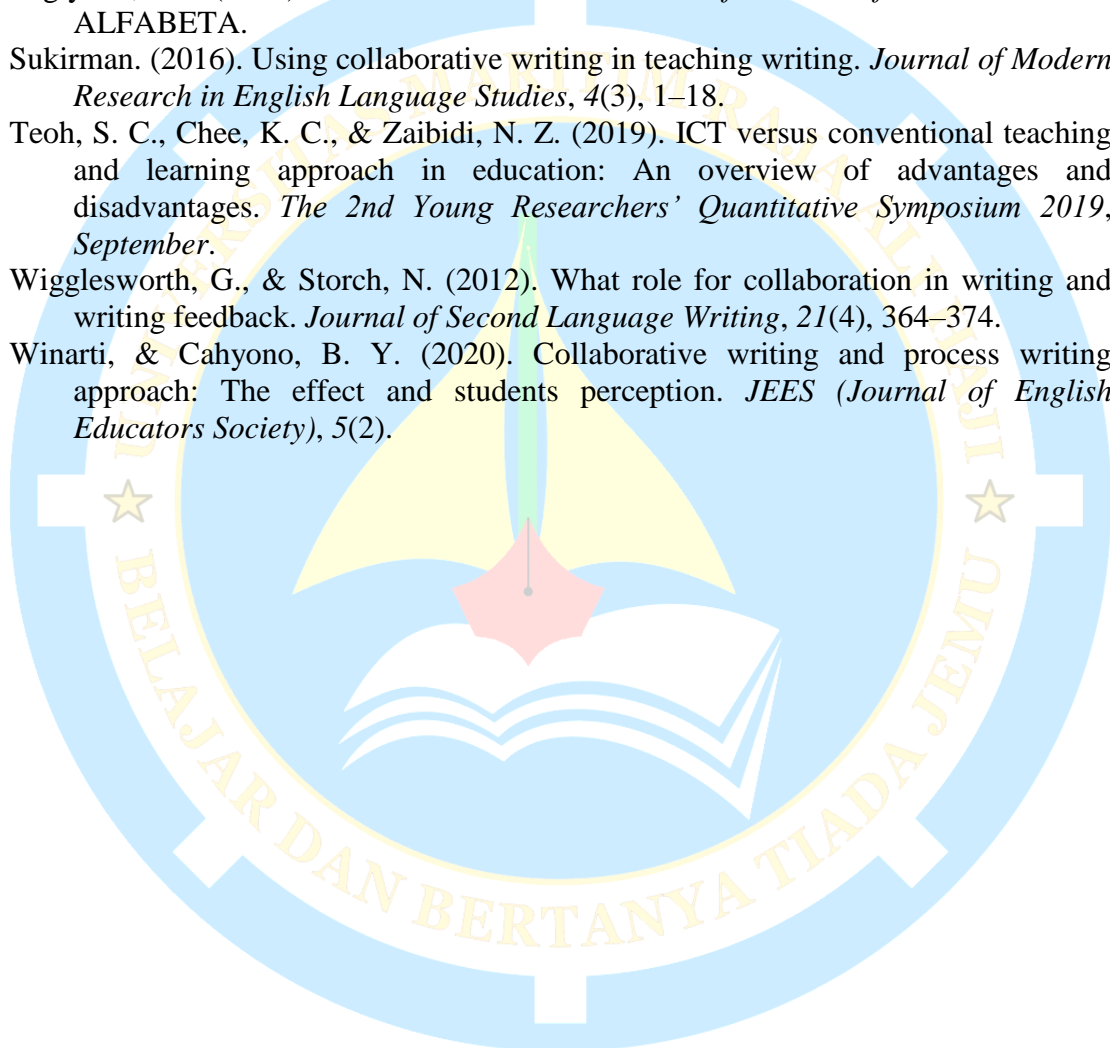 ALFABETA.
Sukirman. (2016). Using collaborative writing in teaching writing. Journal of Modern
Research in English Language Studies, 4(3), 1–18.
Teoh, S. C., Chee, K. C., & Zaibidi, N. Z. (2019). ICT versus conventional teaching
and learning approach in education: An overview of advantages and
disadvantages. The 2nd Young Researchers’ Quantitative Symposium 2019,
September.
Wigglesworth, G., & Storch, N. (2012). What role for collaboration in writing and
writing feedback. Journal of Second Language Writing, 21(4), 364–374.
Winarti, & Cahyono, B. Y. (2020). Collaborative writing and process writing
approach: The effect and students perception. JEES (Journal of English
Educators Society), 5(2).
UNIVERSITAS MARITIM RAJA ALI HAJI
BELAJAR DAN BERTANYA TIADA JEMU